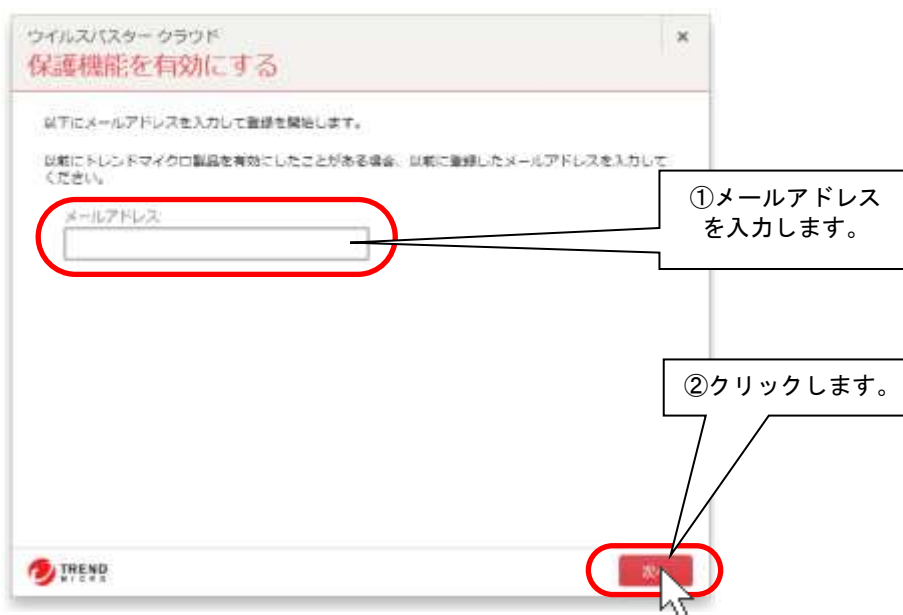 ウイルスバスター クラウド
保護機能を有効にする
×
以下にメールアドレスを入力して登録を開始します。
以前にトレンドマイクロ製品を有効にしたことがある場合、以前に登録したメールアドレスを入力して
ください。
メールアドレス:
①メールアドレス
を入力します。
②クリックします。
TREND
MICRO
次